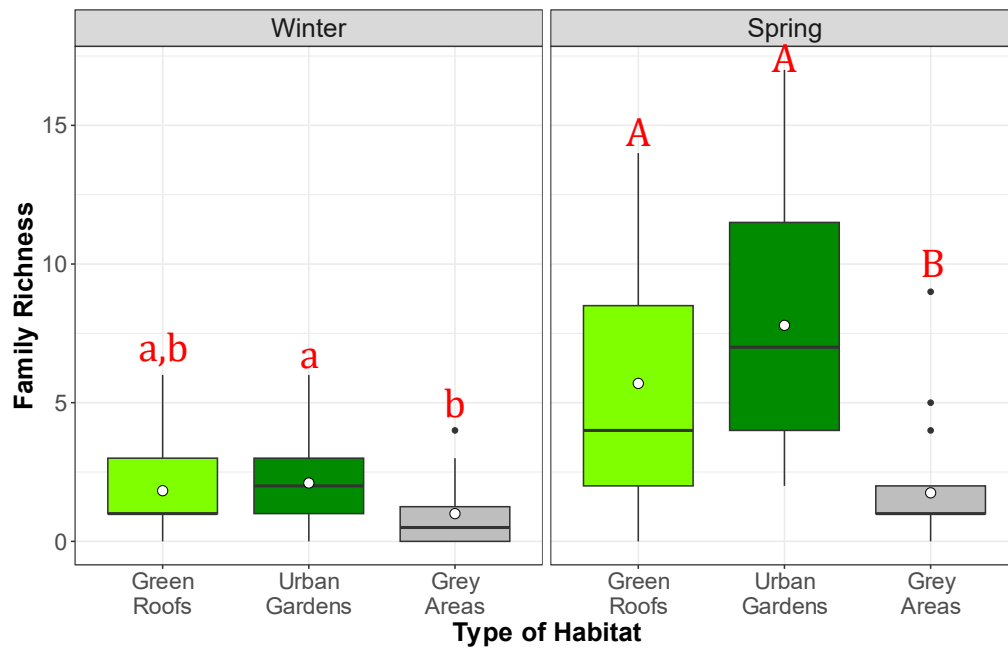 Winter
Spring
Family Richness
15
10
5
0
a,b
a
b
A
A
B
Green
Roofs
Urban
Gardens
Grey
Areas
Green
Roofs
Urban
Gardens
Grey
Areas
Type of Habitat